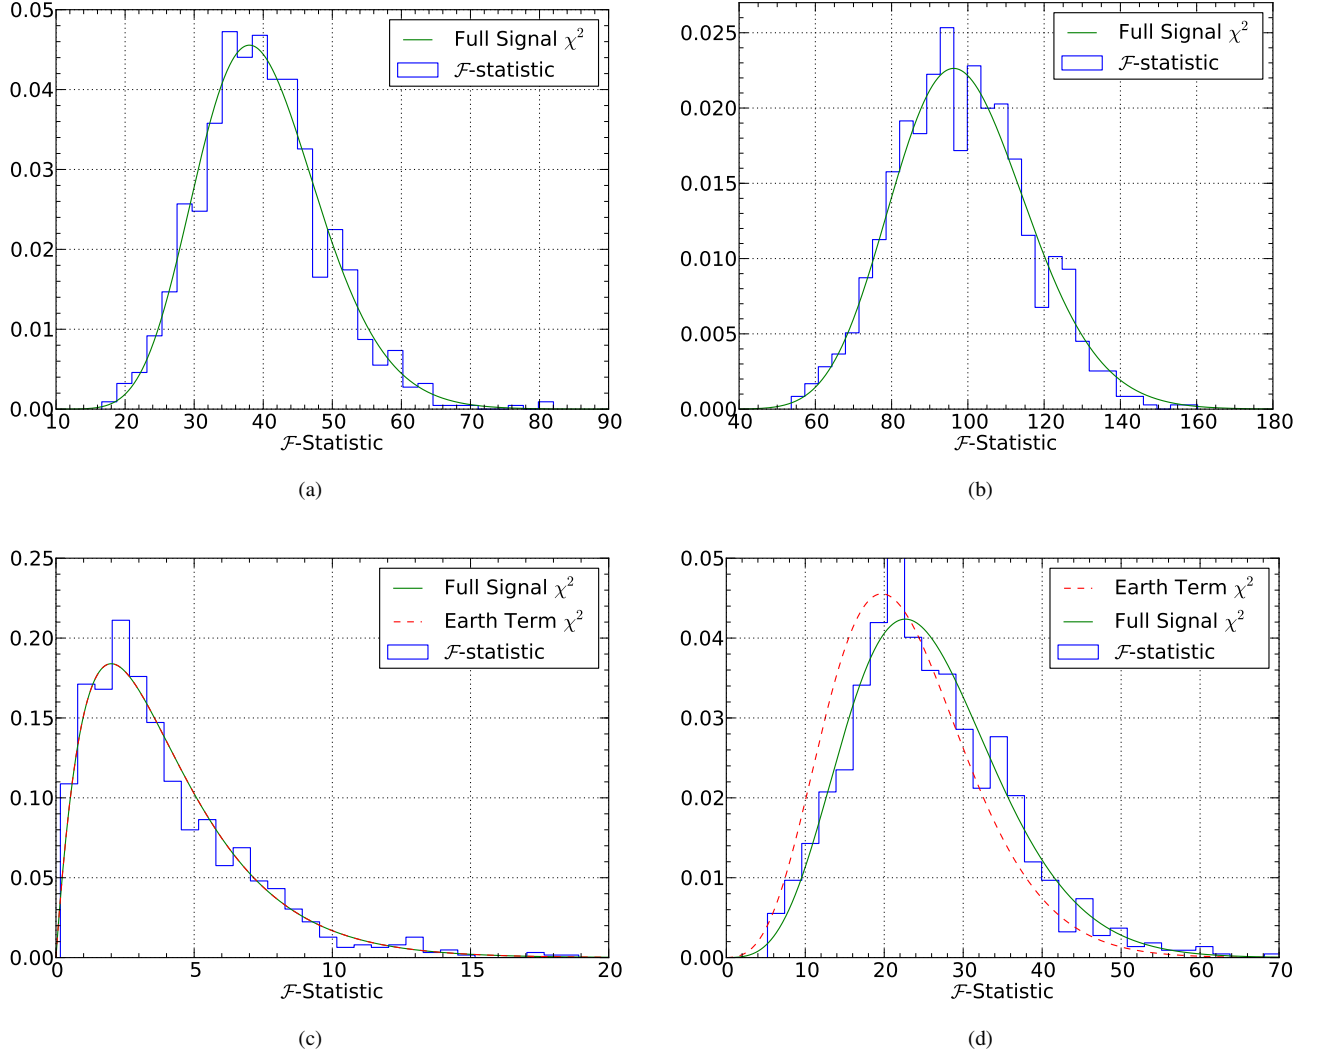 0.05
0.04
0.03
0.02
0.01
0.00
10 20 30 40 50 60 70 80 90
Full Signal χ²
ℱ-statistic
ℱ-Statistic
(a)
0.025
0.020
0.015
0.010
0.005
0.000
40 60 80 100 120 140 160 180
Full Signal χ²
ℱ-statistic
ℱ-Statistic
(b)
0.25
0.20
0.15
0.10
0.05
0.00
0 5 10 15 20
Full Signal χ²
Earth Term χ²
ℱ-statistic
ℱ-Statistic
(c)
0.05
0.04
0.03
0.02
0.01
0.00
0 10 20 30 40 50 60 70
Earth Term χ²
Full Signal χ²
ℱ-statistic
ℱ-Statistic
(d)